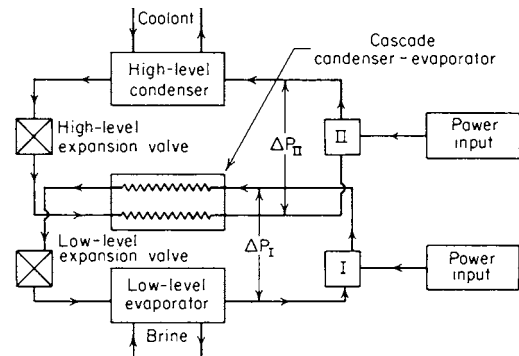 Coolant
High-level
condenser
Cascade
condenser-evaporator
High-level
expansion valve
ΔP_II
II
Power
input
Low-level
expansion valve
ΔP_I
I
Power
input
Low-level
evaporator
Brine